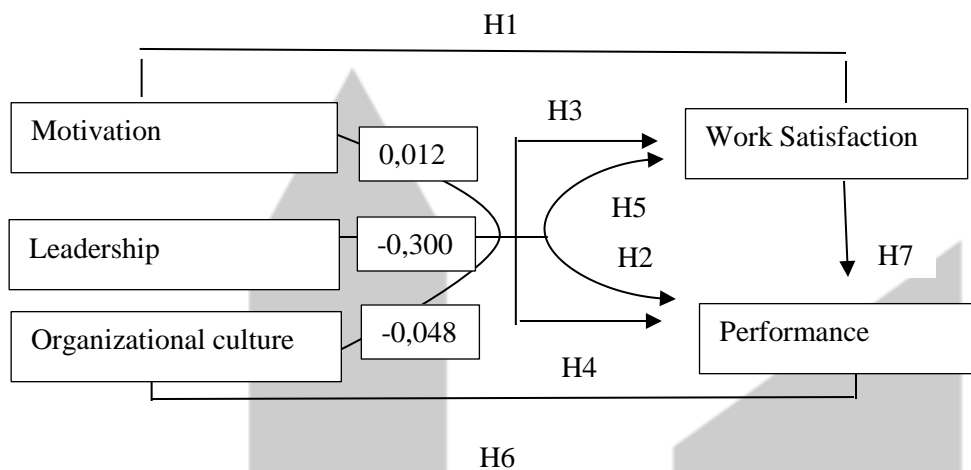 H1
Motivation
0,012
H3
Work Satisfaction
H5
Leadership
-0,300
H2
H7
Organizational culture
-0,048
Performance
H4
H6